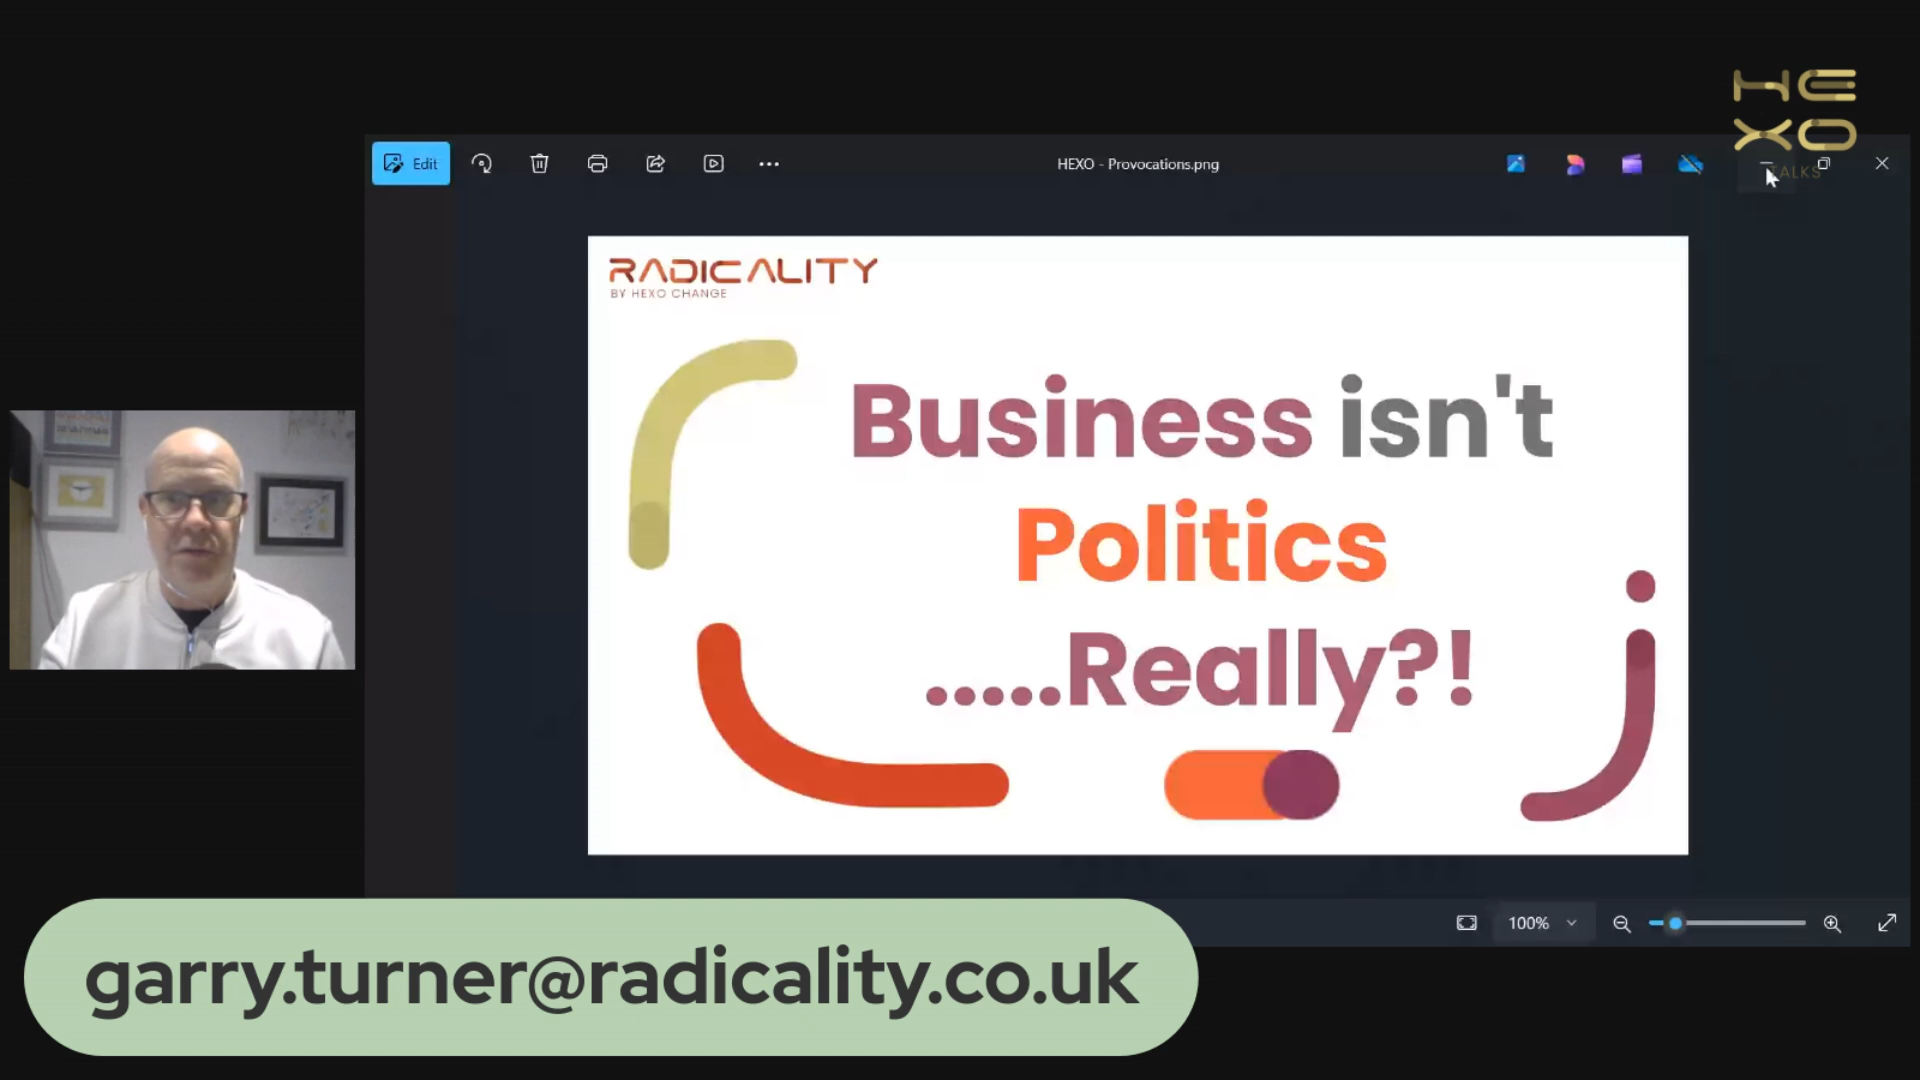 HEXO
TALKS
Edit
HEXO - Provocations.png
RADICALITY
BY HEXO CHANGE
Business isn't
Politics
.....Really?!
100%
garry.turner@radicality.co.uk